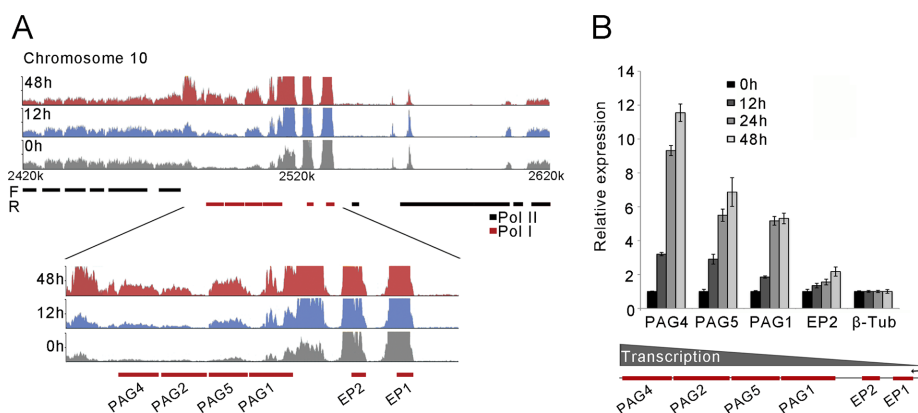 A
Chromosome 10
48h
12h
0h
2420k 2520k 2620k
F
R
Pol II
Pol I
48h
12h
0h
PAG4 PAG2 PAG5 PAG1 EP2 EP1
B
Relative expression
14
12
10
8
6
4
2
0
0h
12h
24h
48h
PAG4 PAG5 PAG1 EP2 β-Tub
Transcription
PAG4 PAG2 PAG5 PAG1 EP2 EP1